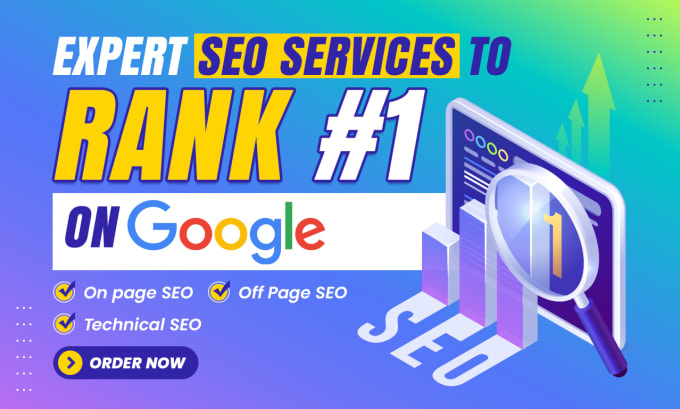 EXPERT SEO SERVICES TO
RANK #1
ON Google
On page SEO Off Page SEO
Technical SEO
ORDER NOW
1
SEO